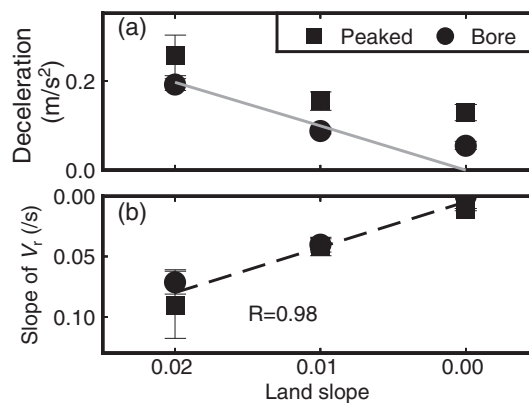 (a)
Peaked
Bore
Deceleration
(m/s²)
0.2
0.0
(b)
Slope of Vr (/s)
0.00
0.05
0.10
R=0.98
0.02
0.01
0.00
Land slope